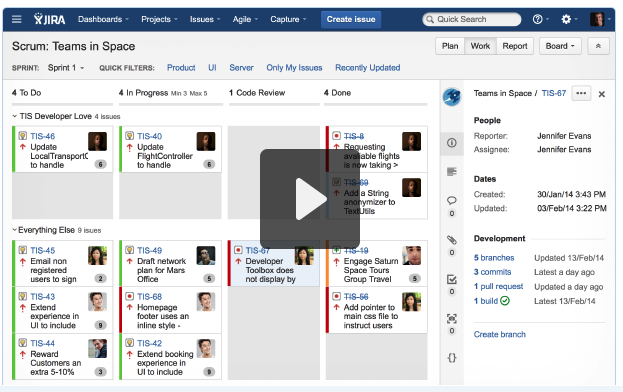 JIRA Dashboards Projects Issues Agile Capture Create issue Quick Search
Scrum: Teams in Space
Plan Work Report Board
SPRINT: Sprint 1 QUICK FILTERS: Product UI Server Only My Issues Recently Updated
4 To Do
4 In Progress Min 3 Max 5
1 Code Review
4 Done
TIS Developer Love 4 issues
TIS-46
Update
LocalTransportC
to handle
6
TIS-40
Update
FlightController
to handle
6
TIS-8
Requesting
available flights
is now taking >
TIS-69
Add a String
anonymizer to
TextUtils
Everything Else 9 issues
TIS-45
Email non
registered
users to sign
2
TIS-43
Extend
experience in
UI to include
9
TIS-44
Reward
Customers an
extra 5-10%
3
TIS-49
Draft network
plan for Mars
Office
5
TIS-68
Homepage
footer uses an
inline style -
TIS-42
Extend booking
experience in
UI to include
9
TIS-67
Developer
Toolbox does
not display by
TIS-19
Engage Saturn
Space Tours
Group Travel
5
TIS-56
Add pointer to
main css file to
instruct users
Teams in Space / TIS-67
People
Reporter: Jennifer Evans
Assignee: Jennifer Evans
Dates
Created: 30/Jan/14 3:43 PM
Updated: 03/Feb/14 3:22 PM
Development
5 branches Updated 13/Feb/14
3 commits Latest a day ago
1 pull request Updated a day ago
1 build Latest 13/Feb/14
Create branch
0
0
0
0